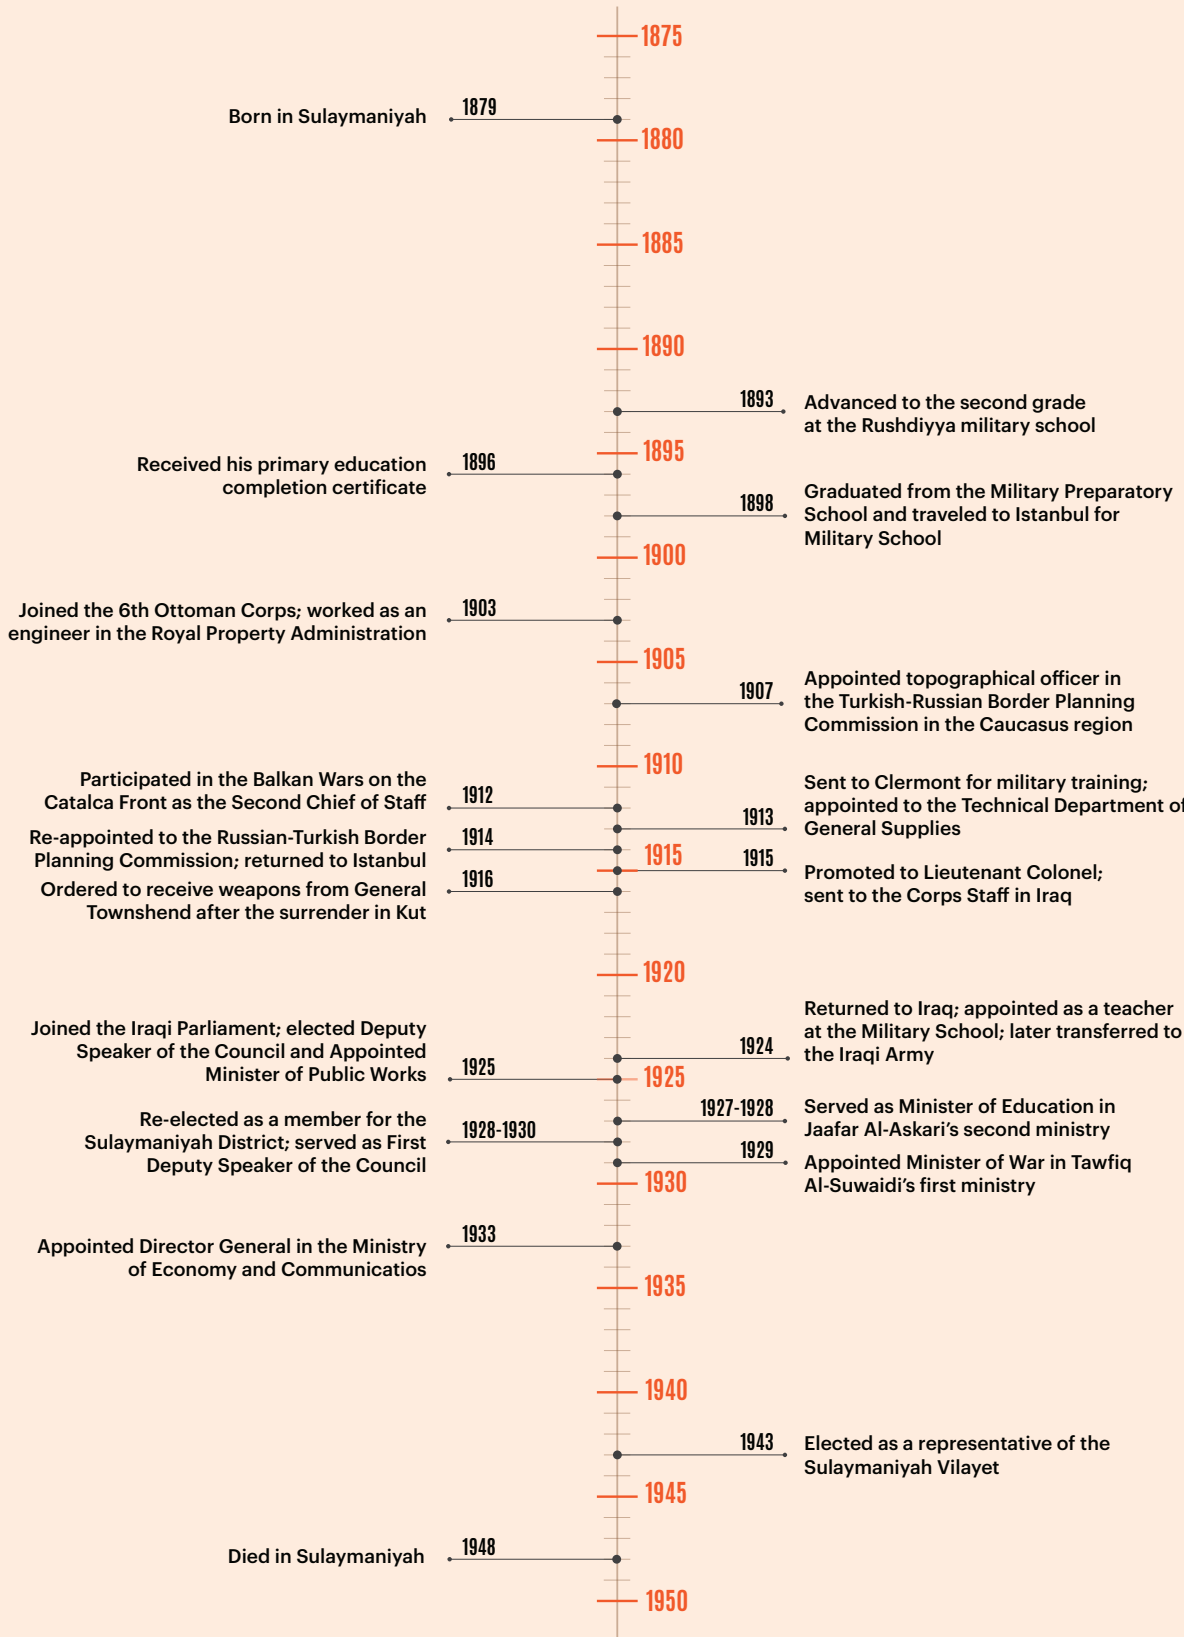 1875
1879
Born in Sulaymaniyah
1880
1885
1890
1893
Advanced to the second grade
at the Rushdiyya military school
1895
1896
Received his primary education
completion certificate
1898
Graduated from the Military Preparatory
School and traveled to Istanbul for
Military School
1900
1903
Joined the 6th Ottoman Corps; worked as an
engineer in the Royal Property Administration
1905
1907
Appointed topographical officer in
the Turkish-Russian Border Planning
Commission in the Caucasus region
1910
1912
Participated in the Balkan Wars on the
Catalca Front as the Second Chief of Staff
1913
Sent to Clermont for military training;
appointed to the Technical Department of
General Supplies
1914
Re-appointed to the Russian-Turkish Border
Planning Commission; returned to Istanbul
1915
1915
Promoted to Lieutenant Colonel;
sent to the Corps Staff in Iraq
1916
Ordered to receive weapons from General
Townshend after the surrender in Kut
1920
1924
Returned to Iraq; appointed as a teacher
at the Military School; later transferred to
the Iraqi Army
1925
Joined the Iraqi Parliament; elected Deputy
Speaker of the Council and Appointed
Minister of Public Works
1925
1927-1928
Served as Minister of Education in
Jaafar Al-Askari’s second ministry
1928-1930
Re-elected as a member for the
Sulaymaniyah District; served as First
Deputy Speaker of the Council
1929
Appointed Minister of War in Tawfiq
Al-Suwaidi’s first ministry
1930
1933
Appointed Director General in the Ministry
of Economy and Communicatios
1935
1940
1943
Elected as a representative of the
Sulaymaniyah Vilayet
1945
1948
Died in Sulaymaniyah
1950